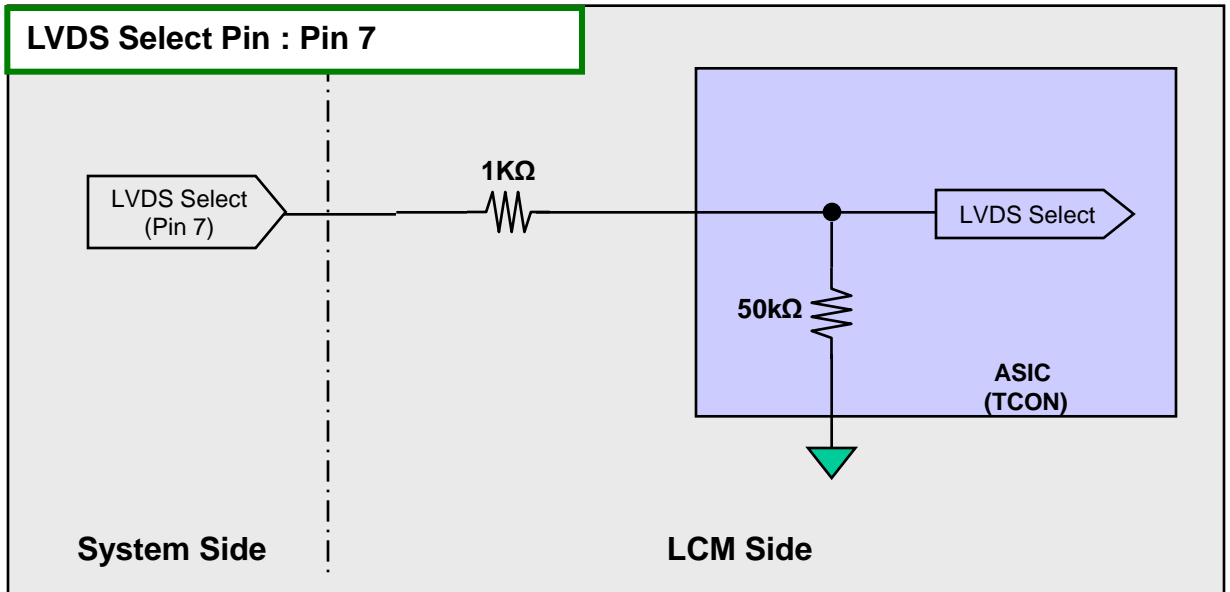 LVDS Select Pin : Pin 7
1KΩ
LVDS Select
(Pin 7)
LVDS Select
50kΩ
ASIC
(TCON)
System Side
LCM Side